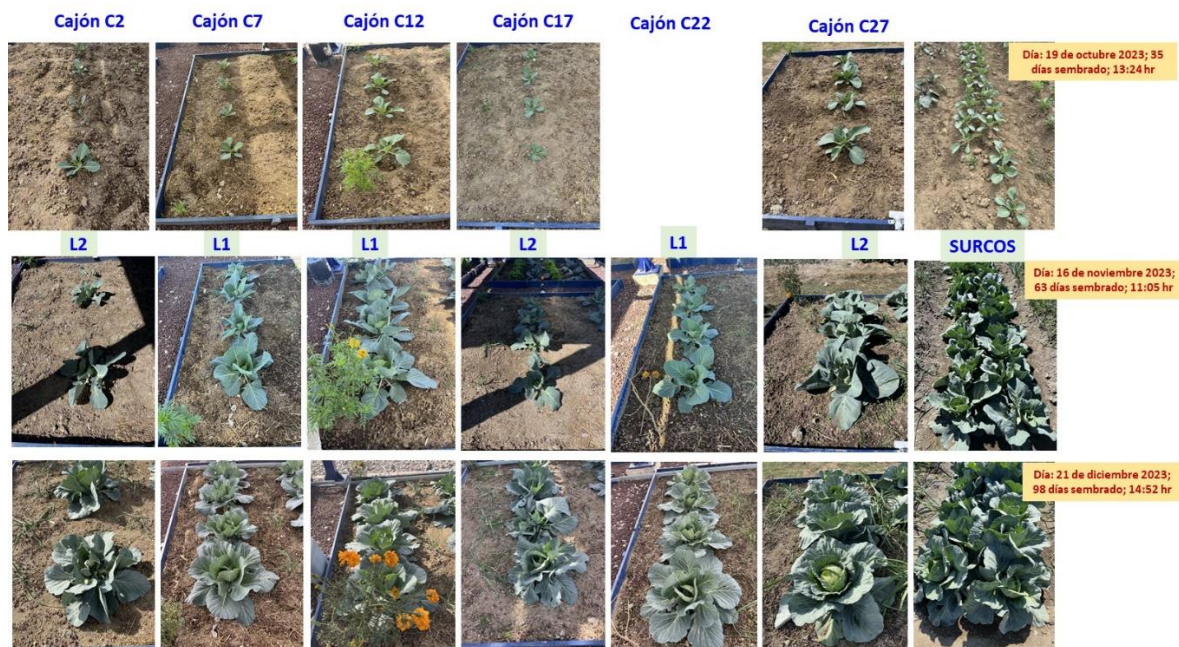 Cajón C2
Cajón C7
Cajón C12
Cajón C17
Cajón C22
Cajón C27
Día: 19 de octubre 2023; 35
días sembrado; 13:24 hr
L2
L1
L1
L2
L1
L2
SURCOS
Día: 16 de noviembre 2023;
63 días sembrado; 11:05 hr
Día: 21 de diciembre 2023;
98 días sembrado; 14:52 hr